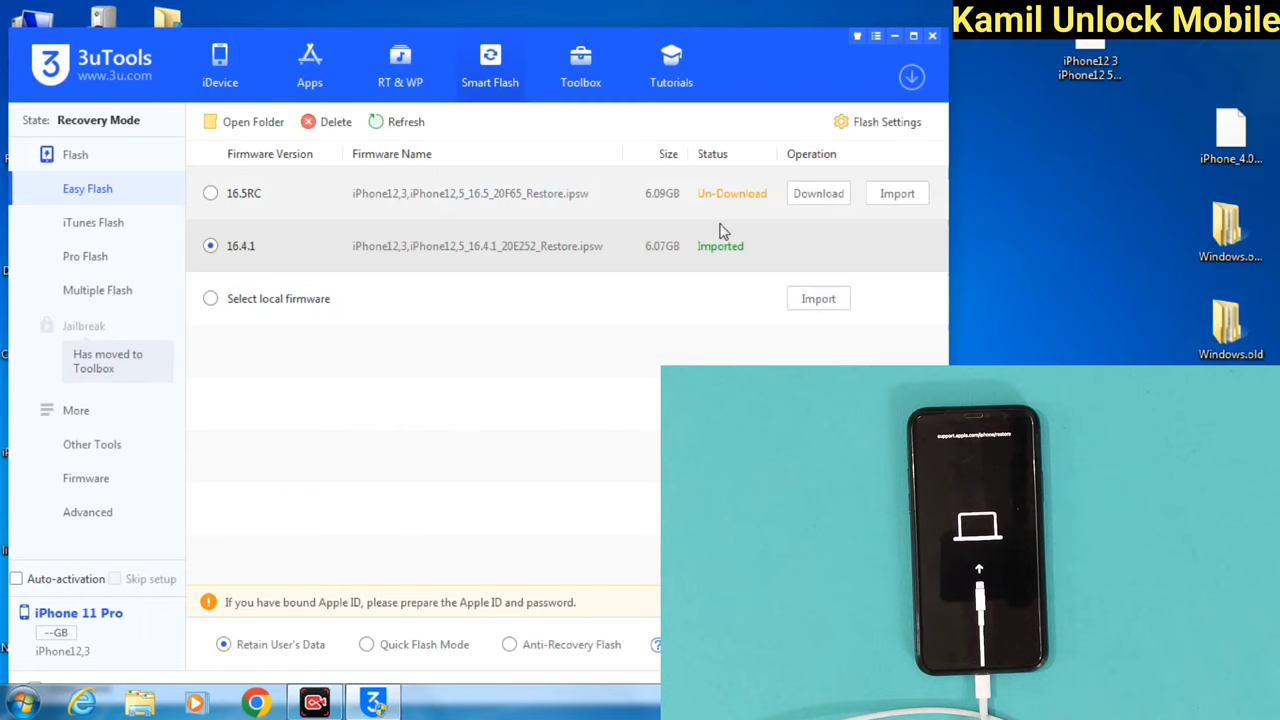 Kamil Unlock Mobile
3
3uTools
www.3u.com
iDevice
Apps
RT & WP
Smart Flash
Toolbox
Tutorials
iPhone12 3
iPhone12 5...
iPhone_4.0...
Windows.o...
Windows.old
State: Recovery Mode
Open Folder
Delete
Refresh
Flash Settings
Flash
Easy Flash
iTunes Flash
Pro Flash
Multiple Flash
Jailbreak
Has moved to
Toolbox
More
Other Tools
Firmware
Advanced
Firmware Version Firmware Name Size Status Operation
16.5RC iPhone12,3,iPhone12,5_16.5_20F65_Restore.ipsw 6.09GB Un-Download Download Import
16.4.1 iPhone12,3,iPhone12,5_16.4.1_20E252_Restore.ipsw 6.07GB Imported
Select local firmware Import
Auto-activation Skip setup
iPhone 11 Pro
--GB
iPhone12,3
If you have bound Apple ID, please prepare the Apple ID and password.
Retain User's Data Quick Flash Mode Anti-Recovery Flash ?
support.apple.com/iphone/restore
3